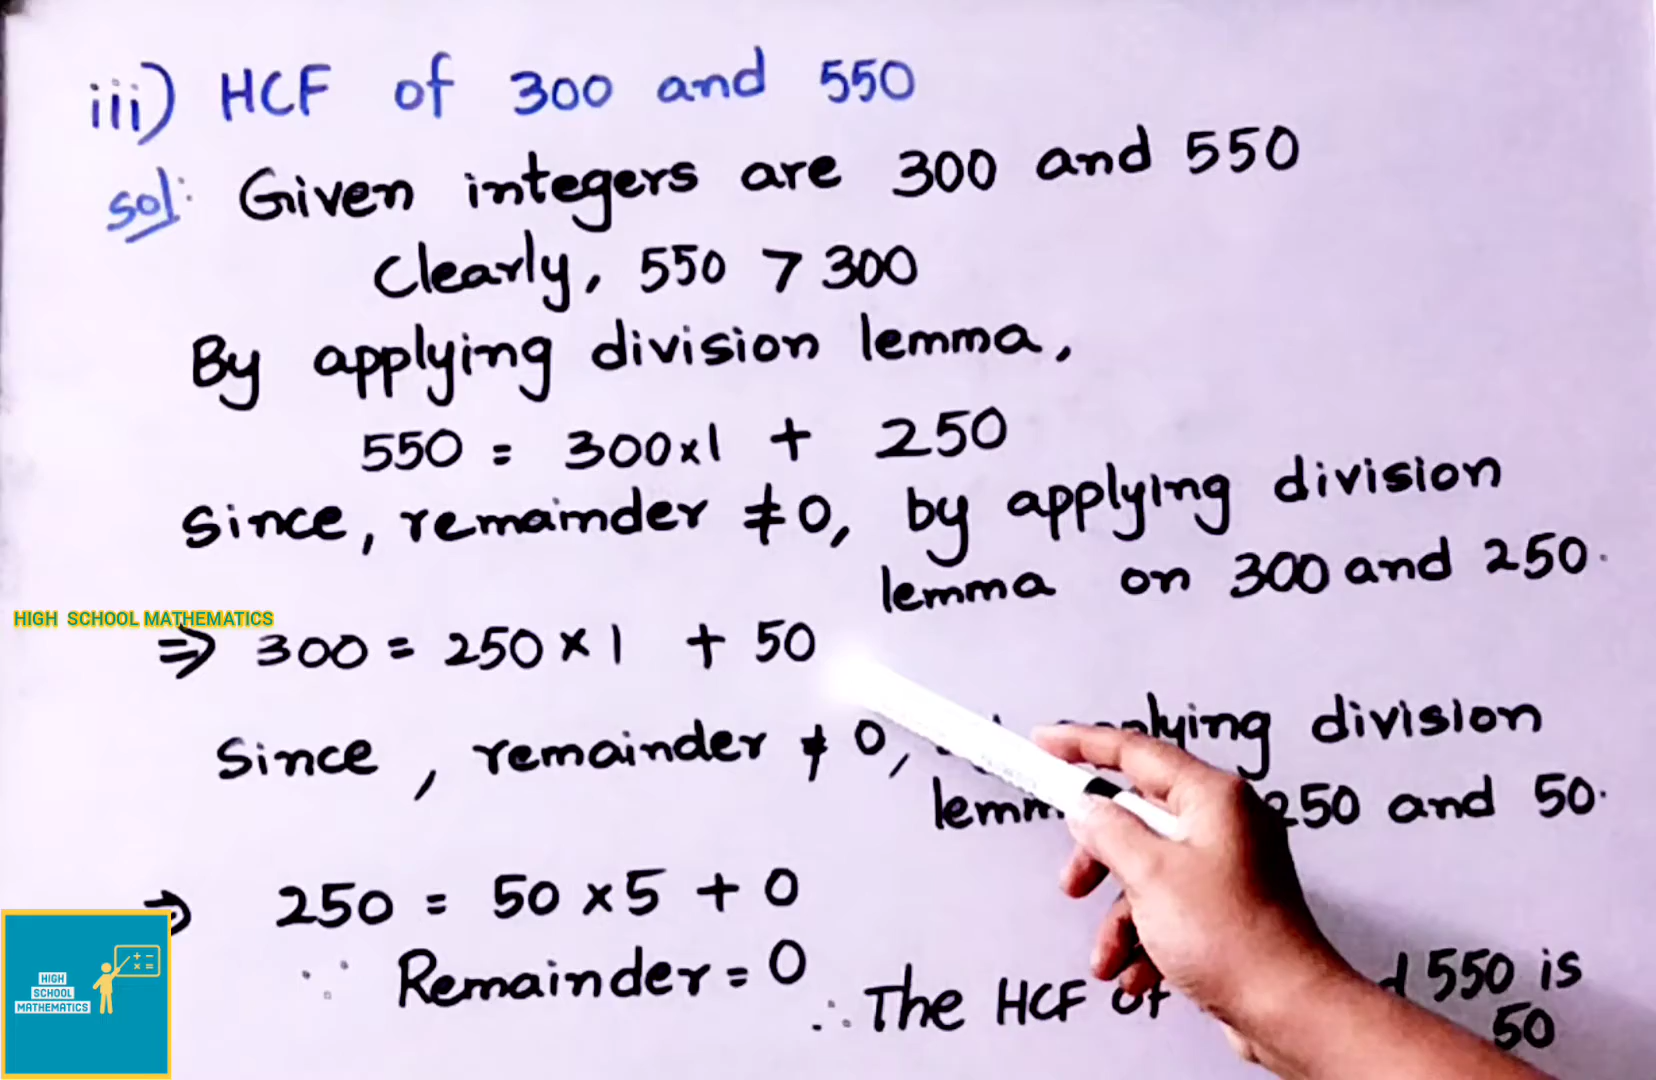 iii) HCF of 300 and 550
Sol: Given integers are 300 and 550
Clearly, 550 > 300
By applying division lemma,
550 = 300×1 + 250
Since, remainder ≠0, by applying division
lemma on 300 and 250.
HIGH SCHOOL MATHEMATICS
⇒ 300 = 250 × 1 + 50
Since, remainder ≠ 0, division
250 and 50.
⇒ 250 = 50 × 5 + 0
∵ Remainder = 0
∴ The HCF of 550 is
50
HIGH
SCHOOL
MATHEMATICS
+ -
× =